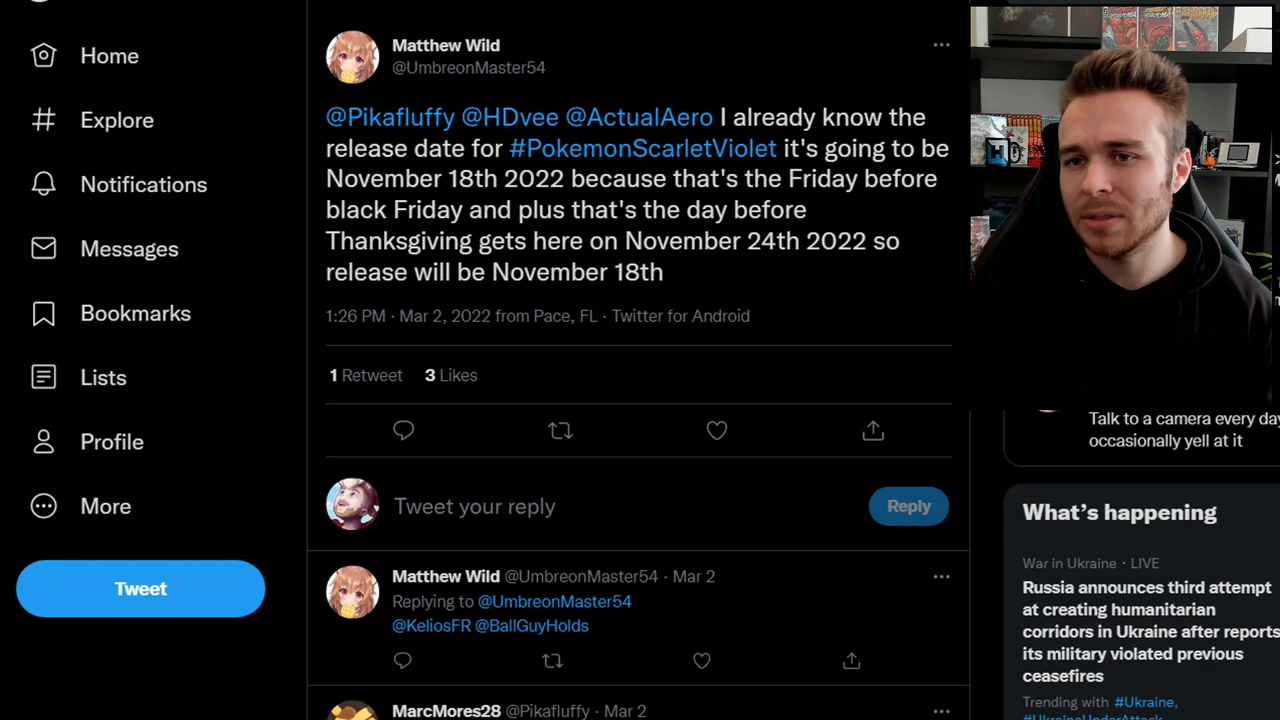 Home
Explore
Notifications
Messages
Bookmarks
Lists
Profile
More
Tweet
Matthew Wild
@UmbreonMaster54
@Pikafluffy @HDvee @ActualAero I already know the
release date for #PokemonScarletViolet it's going to be
November 18th 2022 because that's the Friday before
black Friday and plus that's the day before
Thanksgiving gets here on November 24th 2022 so
release will be November 18th
1:26 PM · Mar 2, 2022 from Pace, FL · Twitter for Android
1 Retweet 3 Likes
Tweet your reply
Reply
Matthew Wild @UmbreonMaster54 · Mar 2
Replying to @UmbreonMaster54
@KeliosFR @BallGuyHolds
MarcMores28 @Pikafluffy · Mar 2
Talk to a camera every day
occasionally yell at it
What's happening
War in Ukraine · LIVE
Russia announces third attempt
at creating humanitarian
corridors in Ukraine after reports
its military violated previous
ceasefires
Trending with #Ukraine,
#UkraineUnderAttack